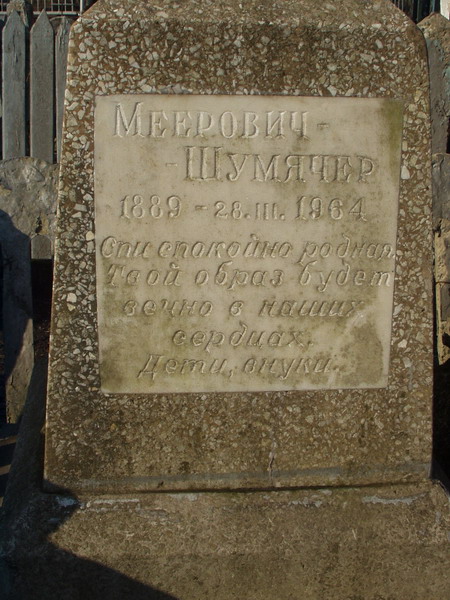 Меерович-
-Шумячер
1889 - 28.III.1964
Спи спокойно родная.
Твой образ будет
вечно в наших
сердцах.
Дети, внуки.